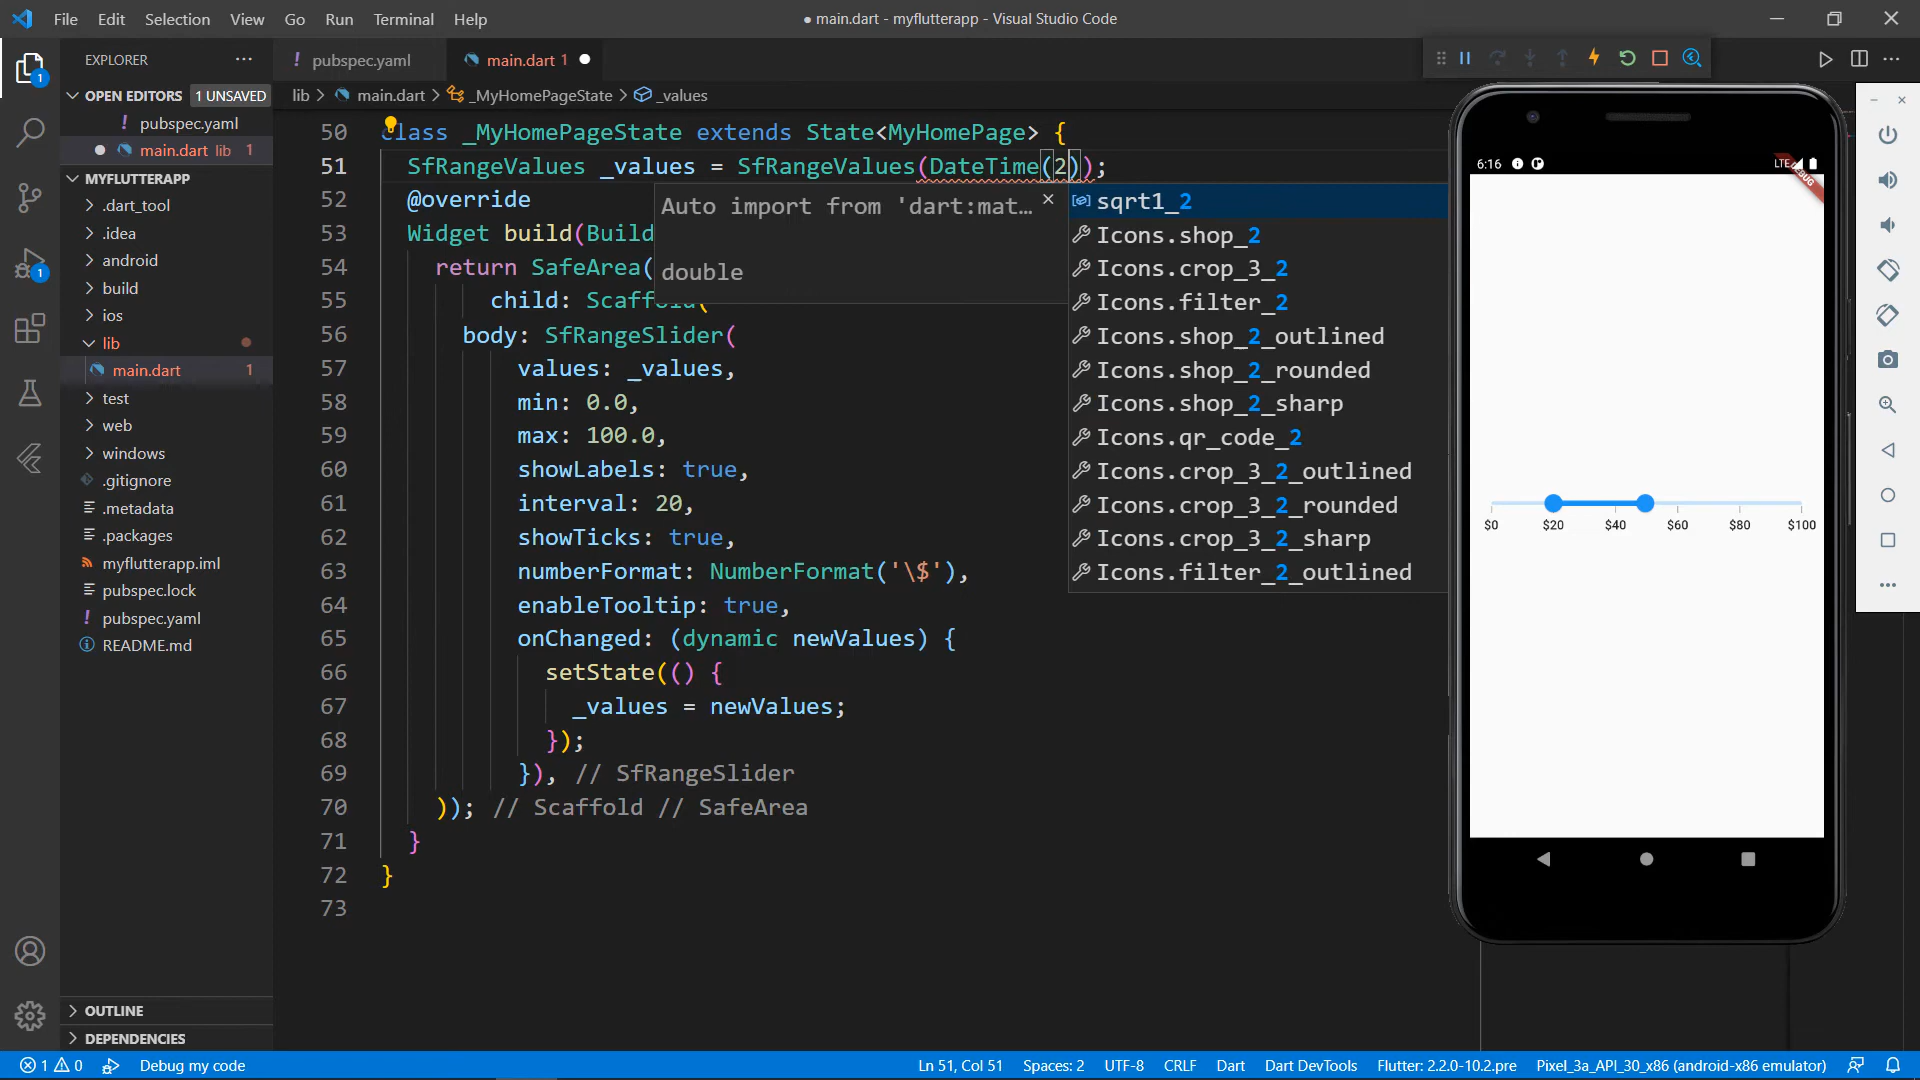 File Edit Selection View Go Run Terminal Help
● main.dart - myflutterapp - Visual Studio Code
EXPLORER
OPEN EDITORS 1 UNSAVED
! pubspec.yaml
main.dart lib 1
MYFLUTTERAPP
.dart_tool
.idea
android
build
ios
lib
main.dart 1
test
web
windows
.gitignore
.metadata
.packages
myflutterapp.iml
pubspec.lock
! pubspec.yaml
README.md
OUTLINE
DEPENDENCIES
! pubspec.yaml
main.dart 1
lib > main.dart > _MyHomePageState > _values
50 class _MyHomePageState extends State<MyHomePage> {
51 SfRangeValues _values = SfRangeValues(DateTime(2));
52 @override
53 Widget build(Build
54 return SafeArea(
55 child: Scaffold(
56 body: SfRangeSlider(
57 values: _values,
58 min: 0.0,
59 max: 100.0,
60 showLabels: true,
61 interval: 20,
62 showTicks: true,
63 numberFormat: NumberFormat('\$'),
64 enableTooltip: true,
65 onChanged: (dynamic newValues) {
66 setState(() {
67 _values = newValues;
68 });
69 }), // SfRangeSlider
70 )); // Scaffold // SafeArea
71 }
72 }
73
Auto import from 'dart:mat…
double
sqrt1_2
Icons.shop_2
Icons.crop_3_2
Icons.filter_2
Icons.shop_2_outlined
Icons.shop_2_rounded
Icons.shop_2_sharp
Icons.qr_code_2
Icons.crop_3_2_outlined
Icons.crop_3_2_rounded
Icons.crop_3_2_sharp
Icons.filter_2_outlined
6:16 LTE
DEBUG
$0 $20 $40 $60 $80 $100
1 0 Debug my code
Ln 51, Col 51 Spaces: 2 UTF-8 CRLF Dart Dart DevTools Flutter: 2.2.0-10.2.pre Pixel_3a_API_30_x86 (android-x86 emulator)